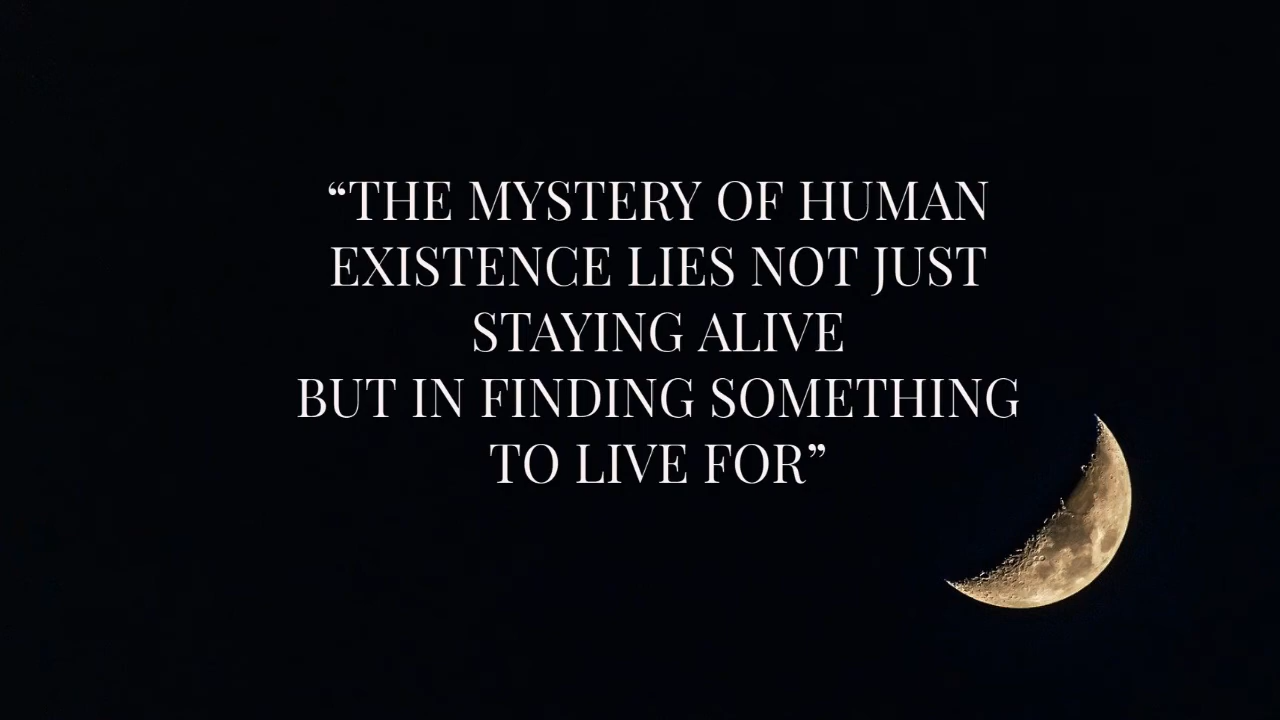 “THE MYSTERY OF HUMAN
EXISTENCE LIES NOT JUST
STAYING ALIVE
BUT IN FINDING SOMETHING
TO LIVE FOR”